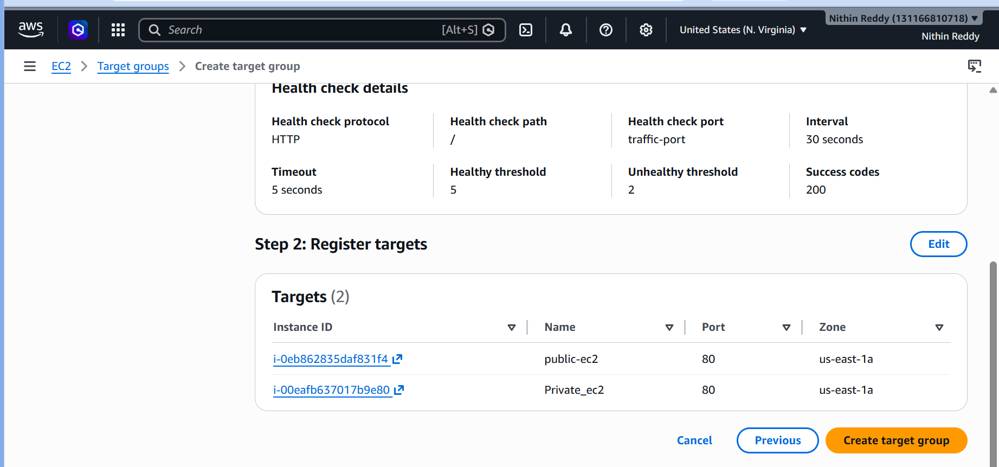 aws
Search [Alt+S]
United States (N. Virginia)
Nithin Reddy (131166810718)
Nithin Reddy
EC2 Target groups Create target group
Health check details
Health check protocol Health check path Health check port Interval
HTTP / traffic-port 30 seconds
Timeout Healthy threshold Unhealthy threshold Success codes
5 seconds 5 2 200
Step 2: Register targets Edit
Targets (2)
Instance ID Name Port Zone
i-0eb862835daf831f4 public-ec2 80 us-east-1a
i-00eafb637017b9e80 Private_ec2 80 us-east-1a
Cancel Previous Create target group